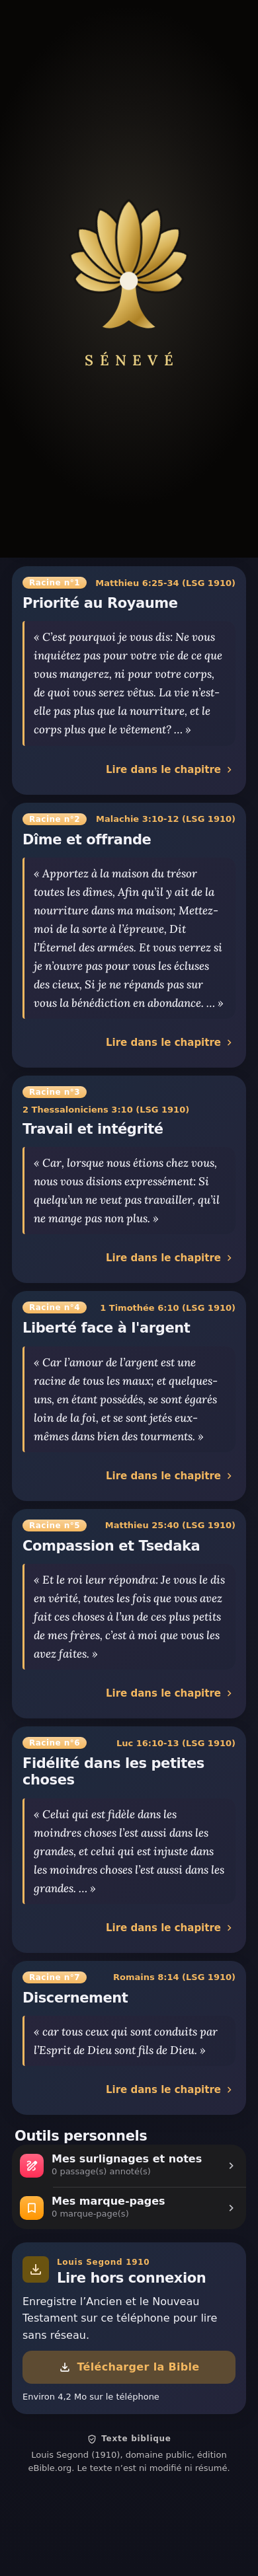 SÉNEVÉ
Racine n°1
Matthieu 6:25-34 (LSG 1910)
Priorité au Royaume
« C’est pourquoi je vous dis: Ne vous
inquiétez pas pour votre vie de ce que
vous mangerez, ni pour votre corps,
de quoi vous serez vêtus. La vie n’est-
elle pas plus que la nourriture, et le
corps plus que le vêtement? … »
Lire dans le chapitre
Racine n°2
Malachie 3:10-12 (LSG 1910)
Dîme et offrande
« Apportez à la maison du trésor
toutes les dîmes, Afin qu’il y ait de la
nourriture dans ma maison; Mettez-
moi de la sorte à l’épreuve, Dit
l’Éternel des armées. Et vous verrez si
je n’ouvre pas pour vous les écluses
des cieux, Si je ne répands pas sur
vous la bénédiction en abondance. … »
Lire dans le chapitre
Racine n°3
2 Thessaloniciens 3:10 (LSG 1910)
Travail et intégrité
« Car, lorsque nous étions chez vous,
nous vous disions expressément: Si
quelqu’un ne veut pas travailler, qu’il
ne mange pas non plus. »
Lire dans le chapitre
Racine n°4
1 Timothée 6:10 (LSG 1910)
Liberté face à l'argent
« Car l’amour de l’argent est une
racine de tous les maux; et quelques-
uns, en étant possédés, se sont égarés
loin de la foi, et se sont jetés eux-
mêmes dans bien des tourments. »
Lire dans le chapitre
Racine n°5
Matthieu 25:40 (LSG 1910)
Compassion et Tsedaka
« Et le roi leur répondra: Je vous le dis
en vérité, toutes les fois que vous avez
fait ces choses à l’un de ces plus petits
de mes frères, c’est à moi que vous les
avez faites. »
Lire dans le chapitre
Racine n°6
Luc 16:10-13 (LSG 1910)
Fidélité dans les petites
choses
« Celui qui est fidèle dans les
moindres choses l’est aussi dans les
grandes, et celui qui est injuste dans
les moindres choses l’est aussi dans les
grandes. … »
Lire dans le chapitre
Racine n°7
Romains 8:14 (LSG 1910)
Discernement
« car tous ceux qui sont conduits par
l’Esprit de Dieu sont fils de Dieu. »
Lire dans le chapitre
Outils personnels
Mes surlignages et notes
0 passage(s) annoté(s)
Mes marque-pages
0 marque-page(s)
Louis Segond 1910
Lire hors connexion
Enregistre l’Ancien et le Nouveau
Testament sur ce téléphone pour lire
sans réseau.
Télécharger la Bible
Environ 4,2 Mo sur le téléphone
Texte biblique
Louis Segond (1910), domaine public, édition
eBible.org. Le texte n’est ni modifié ni résumé.